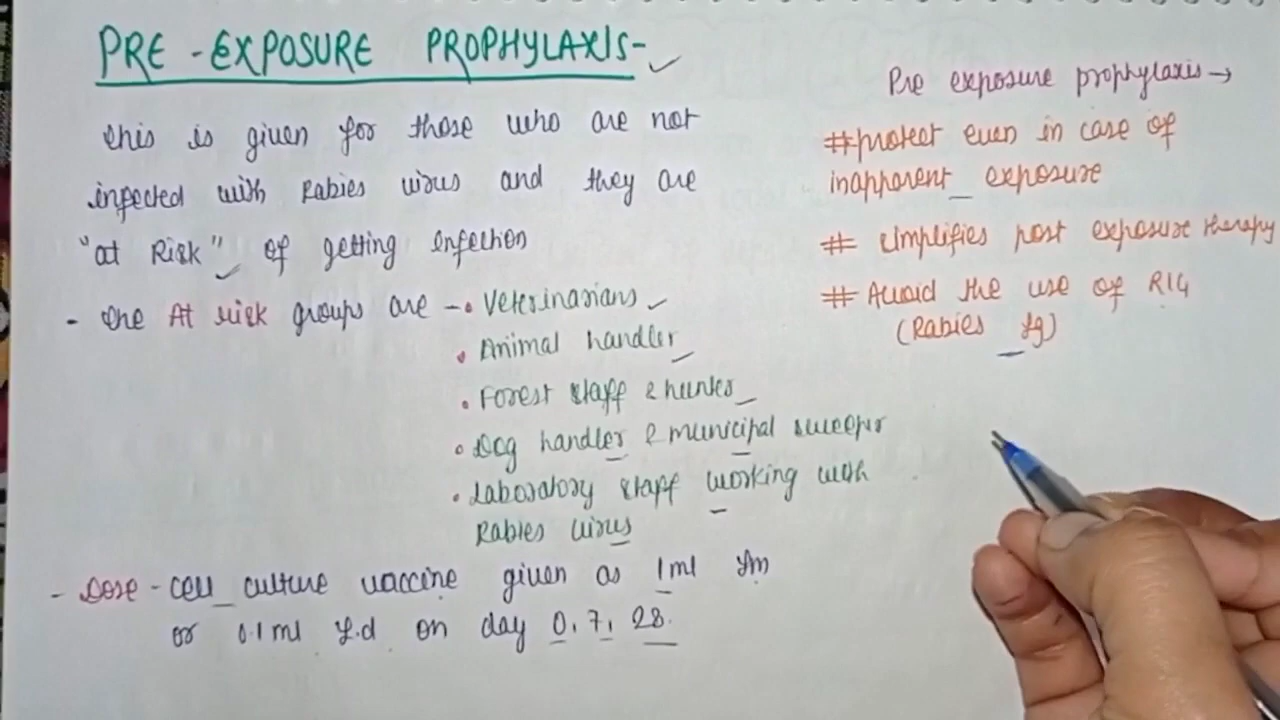 PRE - EXPOSURE PROPHYLAXIS-
this is given for those who are not
infected with Rabies virus and they are
"at Risk" of getting infection
- the At risk groups are - • Veterinarians
• Animal handler
• Forest staff & hunter
• Dog handler & municipal sweeper
• Laboratory staff working with
Rabies virus
- Dose - cell culture vaccine given as 1ml Im
or 0.1ml I.d on day 0, 7, 28.
Pre exposure prophylaxis →
# protect even in case of
inapparent exposure
# simplifies post exposure therapy
# Avoid the use of RIG
(Rabies Ig)